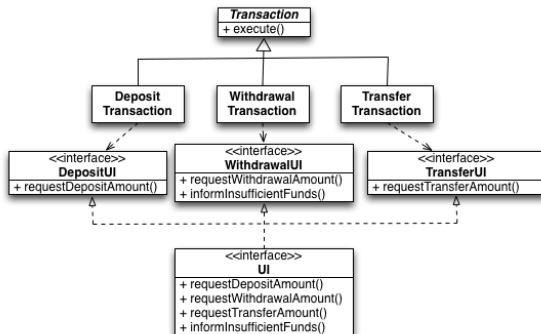 Transaction
+ execute()
Deposit
Transaction
Withdrawal
Transaction
Transfer
Transaction
<<interface>>
DepositUI
+ requestDepositAmount()
<<interface>>
WithdrawalUI
+ requestWithdrawalAmount()
+ informInsufficientFunds()
<<interface>>
TransferUI
+ requestTransferAmount()
<<interface>>
UI
+ requestDepositAmount()
+ requestWithdrawalAmount()
+ requestTransferAmount()
+ informInsufficientFunds()